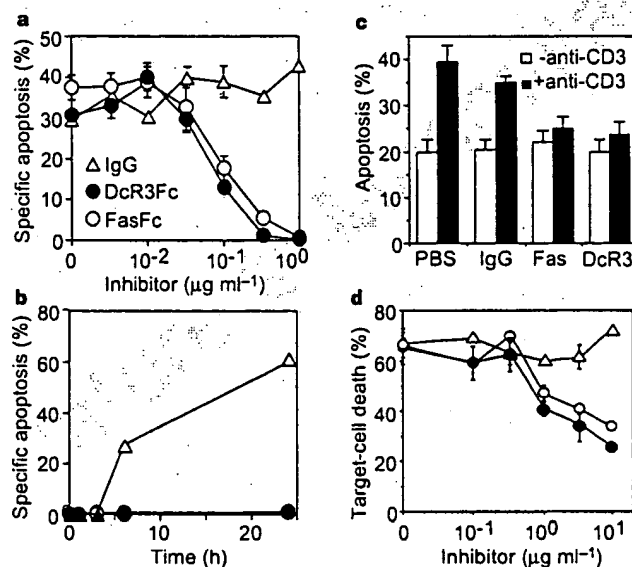 a
Specific apoptosis (%)
50
40
30
20
10
0
△ IgG
● DcR3Fc
○ FasFc
0 10⁻² 10⁻¹ 10⁰
Inhibitor (µg ml⁻¹)
c
Apoptosis (%)
40
30
20
10
0
□ -anti-CD3
■ +anti-CD3
PBS IgG Fas DcR3
b
Specific apoptosis (%)
80
60
40
20
0
0 10 20
Time (h)
d
Target-cell death (%)
80
60
40
20
0
0 10⁻¹ 10⁰ 10¹
Inhibitor (µg ml⁻¹)